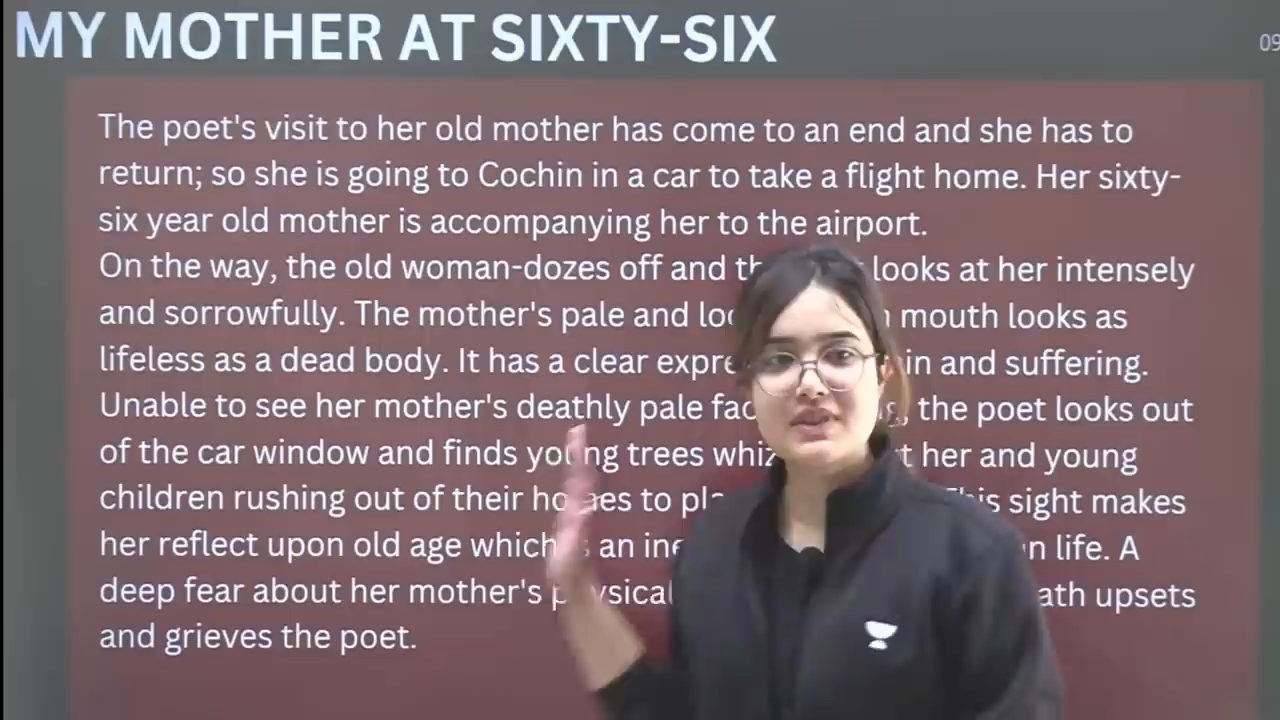 MY MOTHER AT SIXTY-SIX
09
The poet's visit to her old mother has come to an end and she has to
return; so she is going to Cochin in a car to take a flight home. Her sixty-
six year old mother is accompanying her to the airport.
On the way, the old woman-dozes off and looks at her intensely
and sorrowfully. The mother's pale and mouth looks as
lifeless as a dead body. It has a clear and suffering.
Unable to see her mother's deathly pale the poet looks out
of the car window and finds young trees her and young
children rushing out of their homes to This sight makes
her reflect upon old age which an life. A
deep fear about her mother's physical upsets
and grieves the poet.